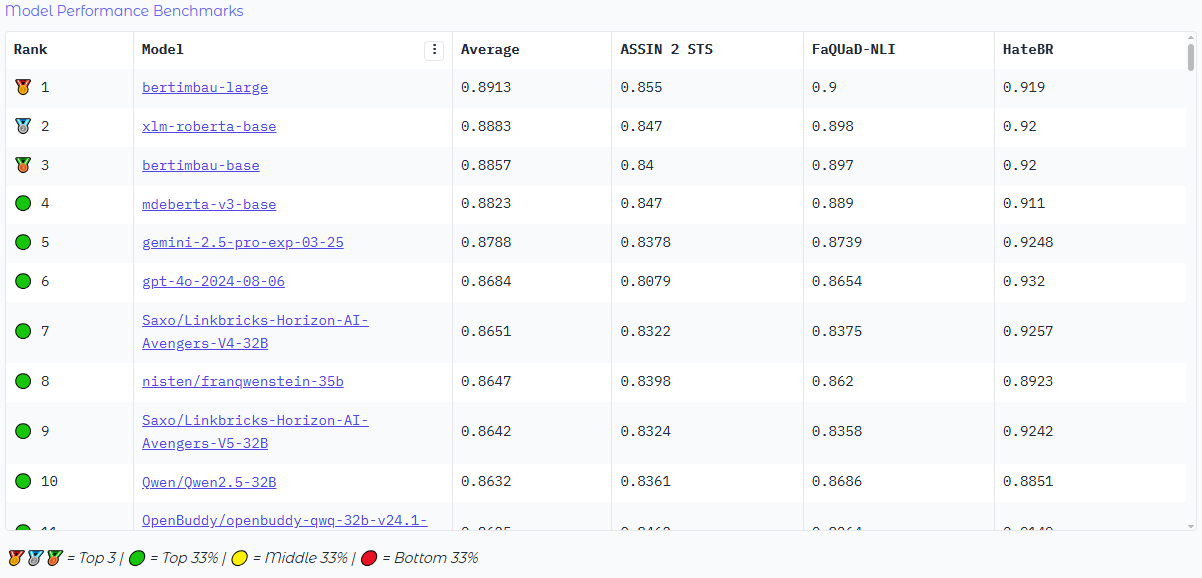 Model Performance Benchmarks
Rank Model Average ASSIN 2 STS FaQUaD-NLI HateBR
1 bertimbau-large 0.8913 0.855 0.9 0.919
2 xlm-roberta-base 0.8883 0.847 0.898 0.92
3 bertimbau-base 0.8857 0.84 0.897 0.92
4 mdeberta-v3-base 0.8823 0.847 0.889 0.911
5 gemini-2.5-pro-exp-03-25 0.8788 0.8378 0.8739 0.9248
6 gpt-4o-2024-08-06 0.8684 0.8079 0.8654 0.932
7 Saxo/Linkbricks-Horizon-AI-
Avengers-V4-32B 0.8651 0.8322 0.8375 0.9257
8 nisten/franqwenstein-35b 0.8647 0.8398 0.862 0.8923
9 Saxo/Linkbricks-Horizon-AI-
Avengers-V5-32B 0.8642 0.8324 0.8358 0.9242
10 Qwen/Qwen2.5-32B 0.8632 0.8361 0.8686 0.8851
OpenBuddy/openbuddy-qwq-32b-v24.1-
= Top 3 | = Top 33% | = Middle 33% | = Bottom 33%